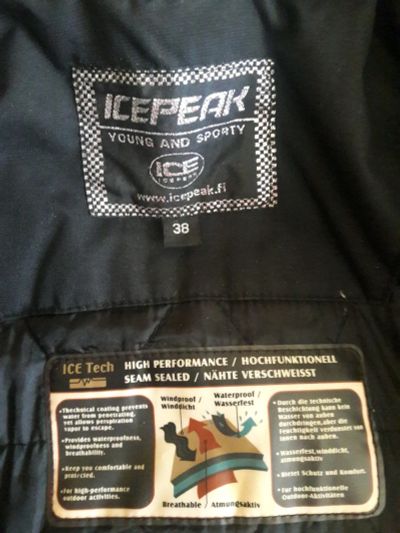 ICEPEAK
YOUNG AND SPORTY
ICE
ICEPEAK
www.icepeak.fi
38
ICE Tech
HIGH PERFORMANCE / HOCHFUNKTIONELL
SEAM SEALED / NÄHTE VERSCHWEISST
•Thecknical coating prevents
water from penetrating,
yet allows perspiration
vapor to escape.
•Provides waterproofness,
windproofness and
breathability.
•Keep you comfortable and
protected.
•For high-performance
outdoor activities.
Windproof /
Winddicht
Waterproof /
Wasserfest
Breathable / Atmungsaktiv
•Durch die technische
Beschichtung kann kein
Wasser von außen
durchdringen, aber die
Feuchtigkeit verdunstet von
innen nach außen.
•Wasserfest, winddicht,
atmungsaktiv
•Bietet Schutz und Komfort.
•Für hochfunktionelle
Outdoor-Aktivitäten